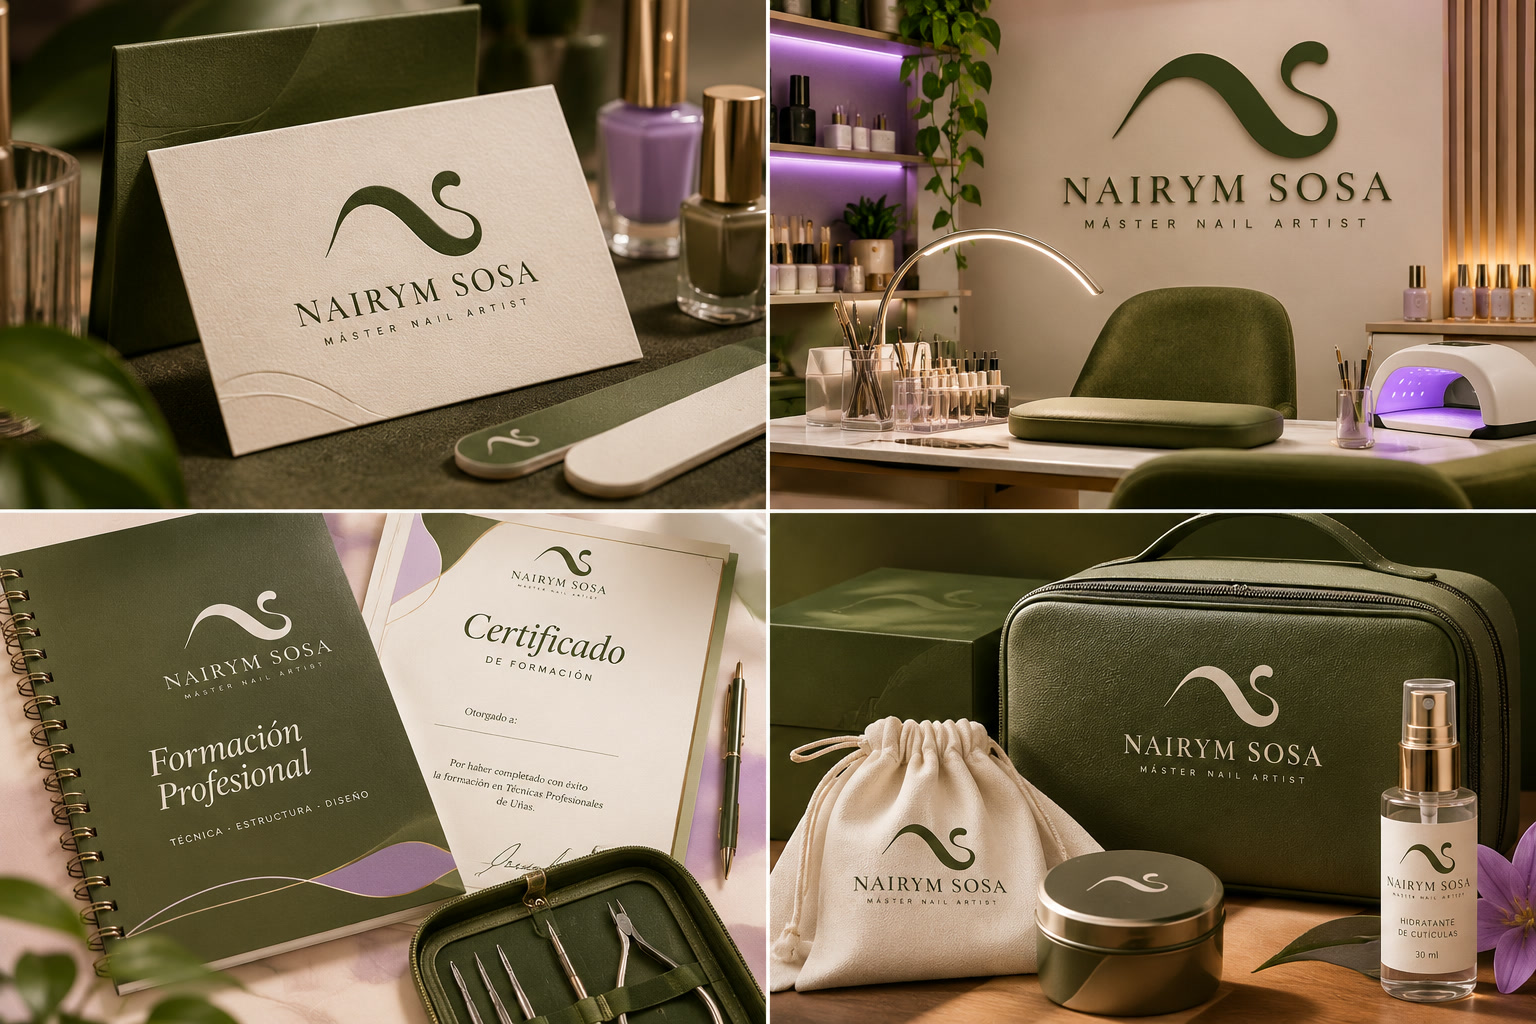 NAIRYM SOSA
MÁSTER NAIL ARTIST
NAIRYM SOSA
MÁSTER NAIL ARTIST
NAIRYM SOSA
MÁSTER NAIL ARTIST
Formación
Profesional
TÉCNICA · ESTRUCTURA · DISEÑO
NAIRYM SOSA
MÁSTER NAIL ARTIST
Certificado
DE FORMACIÓN
Otorgado a:
Por haber completado con éxito
la formación en Técnicas Profesionales
de Uñas.
NAIRYM SOSA
MÁSTER NAIL ARTIST
NAIRYM SOSA
MÁSTER NAIL ARTIST
NAIRYM SOSA
MÁSTER NAIL ARTIST
HIDRATANTE
DE CUTÍCULAS
30 ml